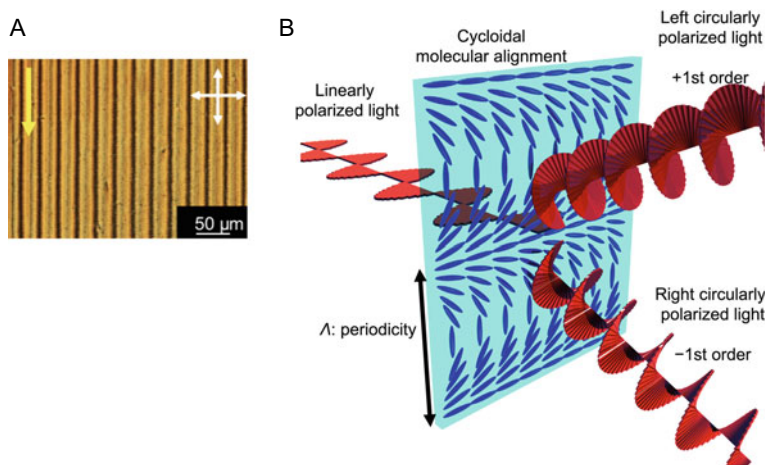 A
50 µm
B
Cycloidal
molecular alignment
Linearly
polarized light
Left circularly
polarized light
+1st order
Λ: periodicity
Right circularly
polarized light
−1st order